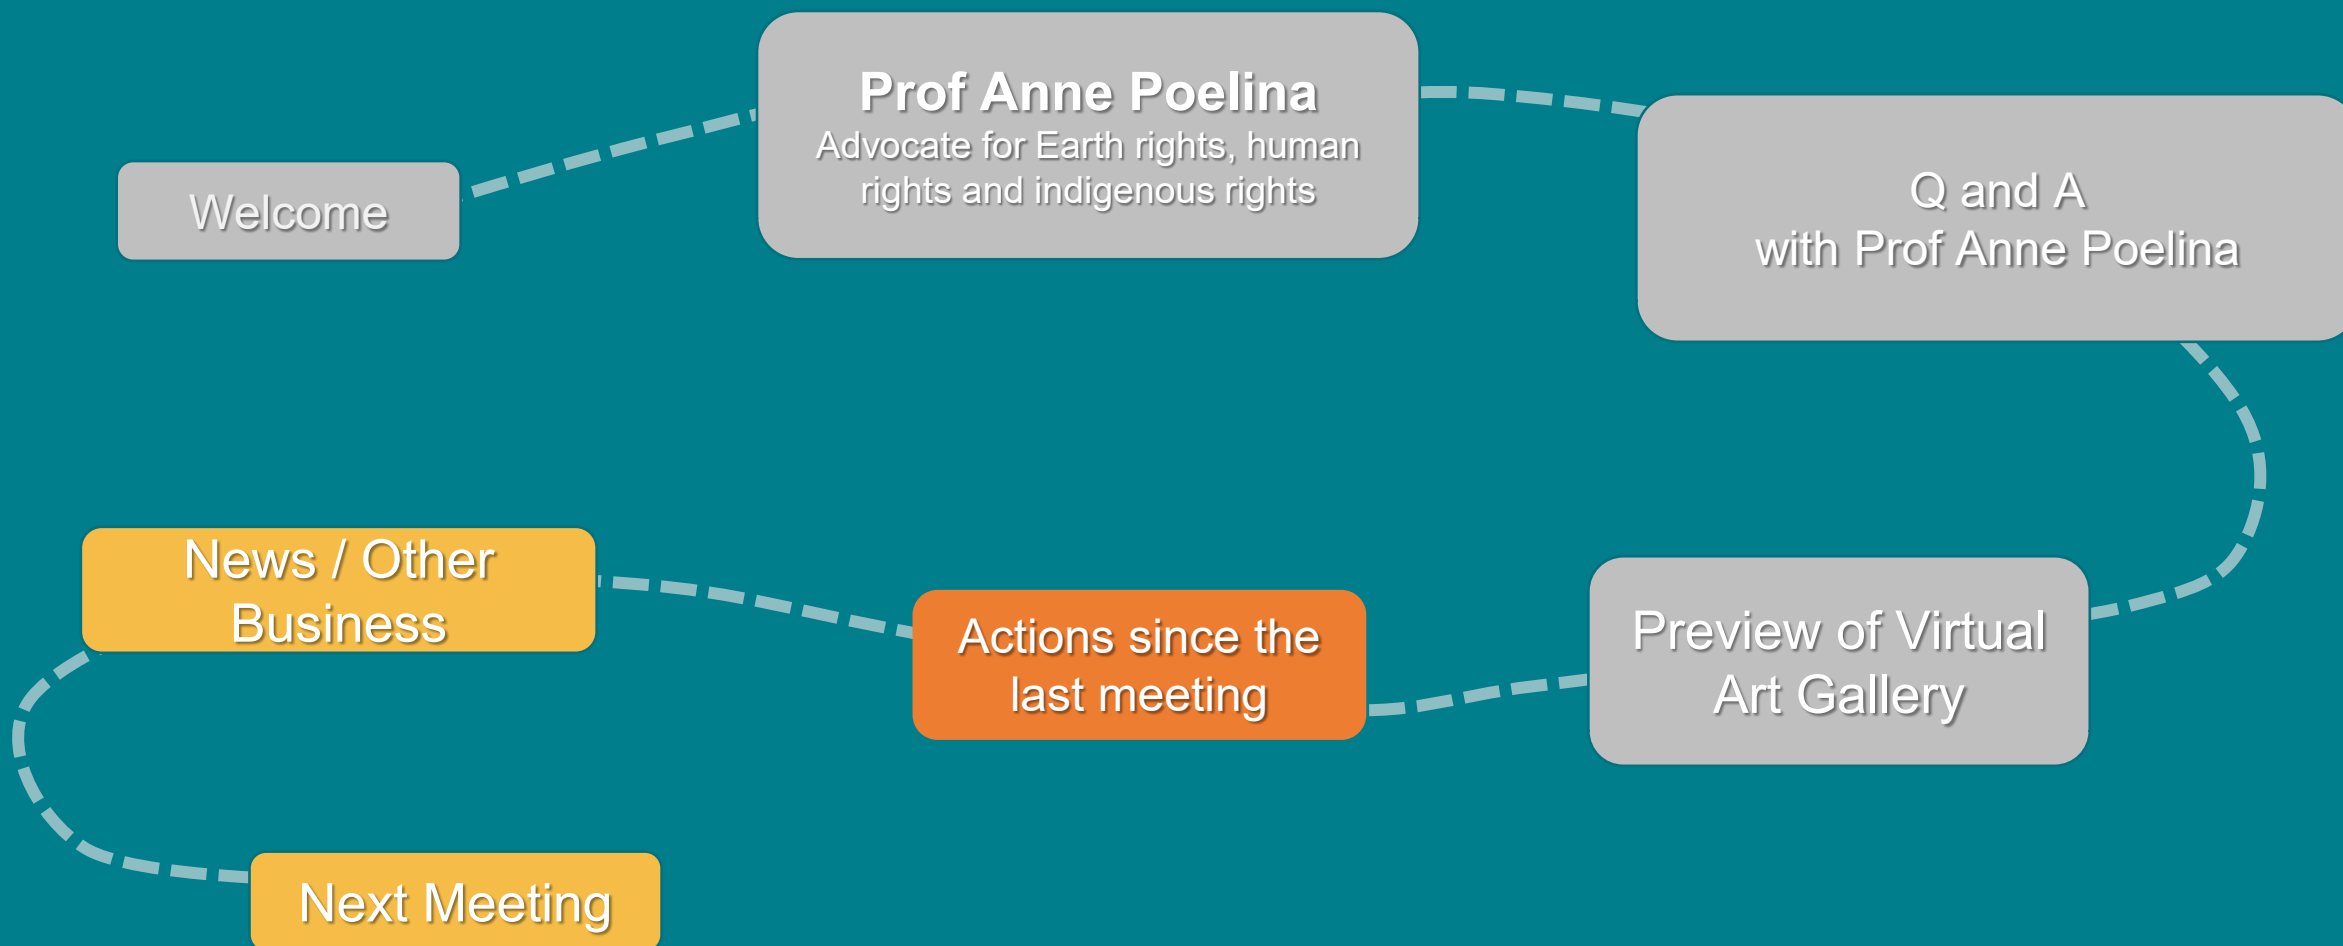 Welcome
Prof Anne Poelina
Advocate for Earth rights, human
rights and indigenous rights
Q and A
with Prof Anne Poelina
Preview of Virtual
Art Gallery
Actions since the
last meeting
News / Other
Business
Next Meeting